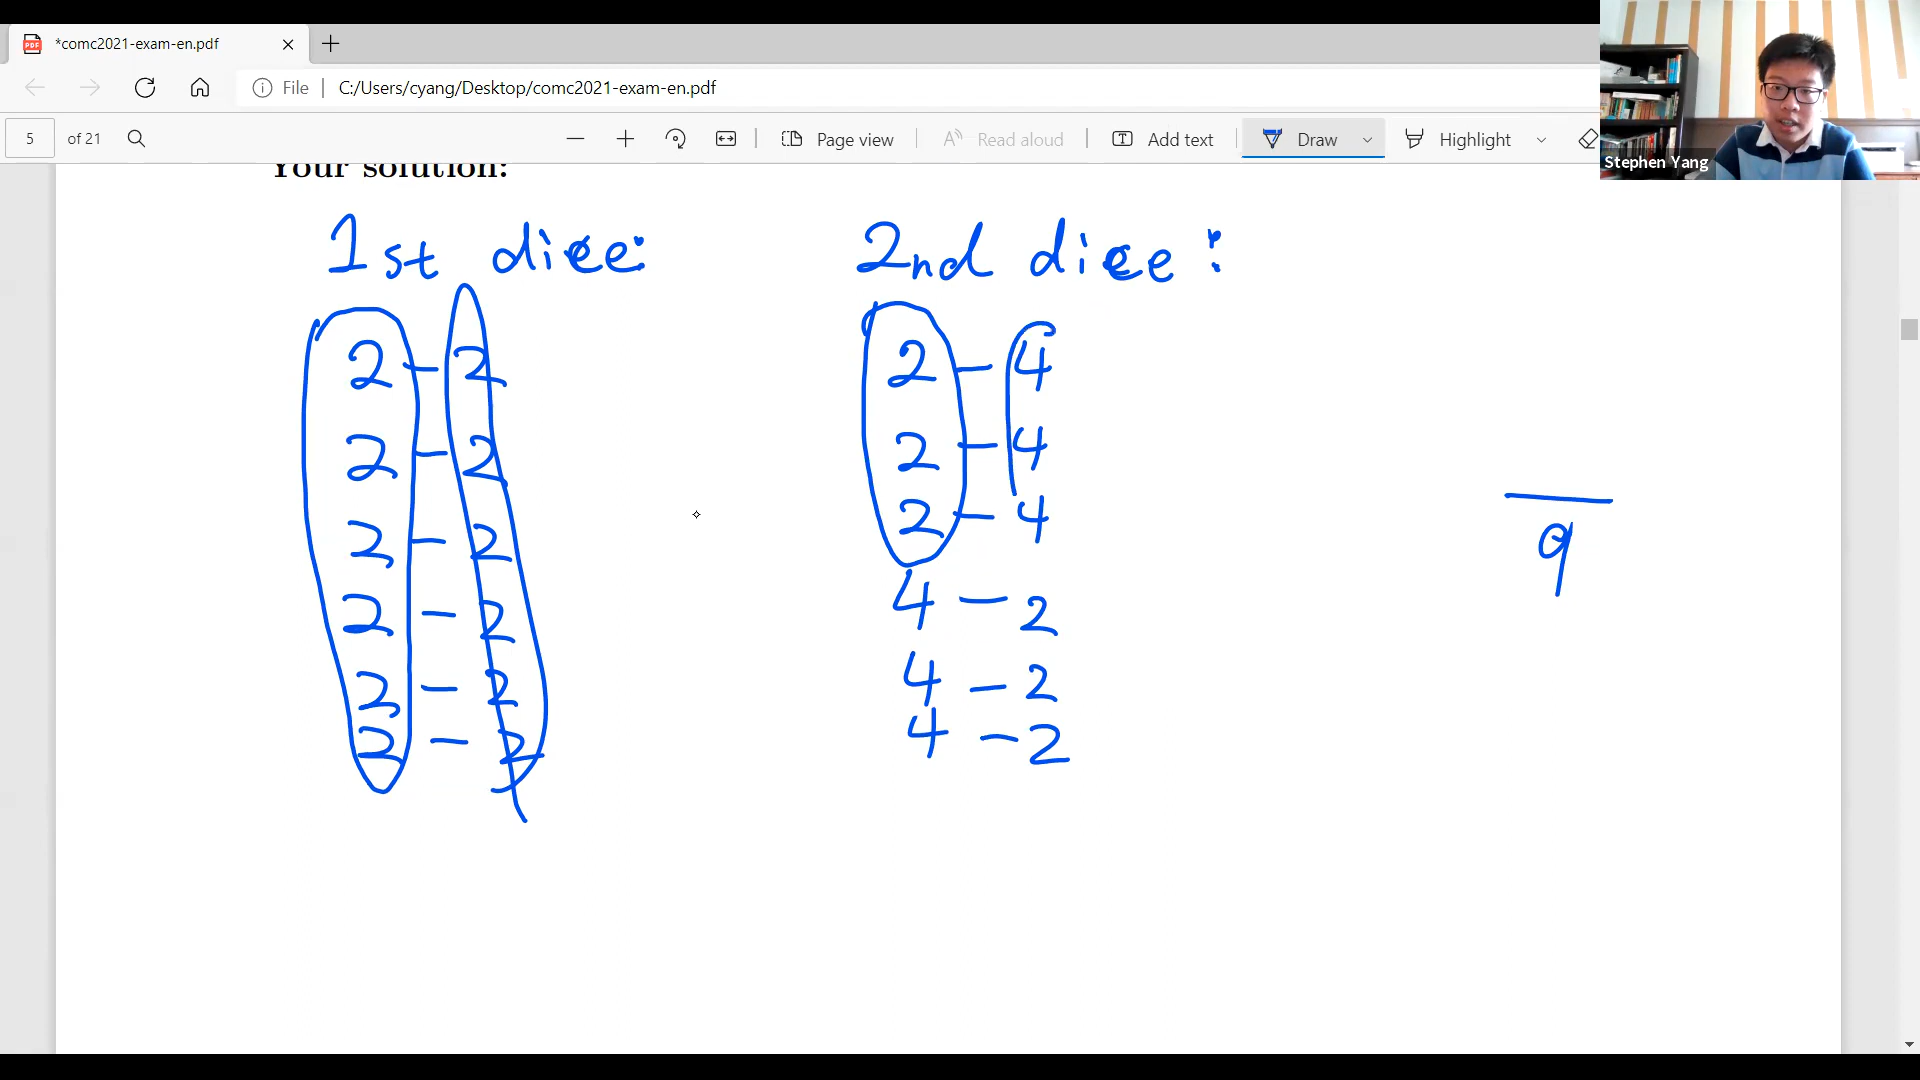 *comc2021-exam-en.pdf
File | C:/Users/cyang/Desktop/comc2021-exam-en.pdf
5 of 21
Page view
Read aloud
Add text
Draw
Highlight
Stephen Yang
Your solution:
1st dice:
2nd dice:
2 - 2
2 - 2
2 - 2
2 - 2
2 - 2
2 - 2
2 - 4
2 - 4
2 - 4
4 - 2
4 - 2
4 - 2
9